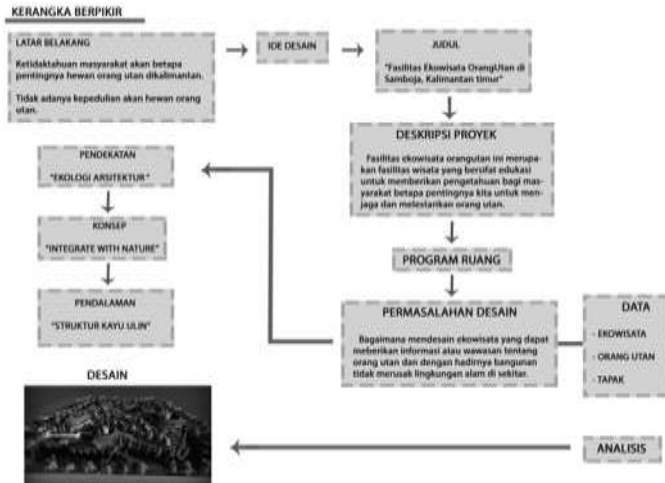 KERANGKA BERPIKIR
LATAR BELAKANG
Ketidaktahuan masyarakat akan betapa
pentingnya hewan orang utan dikalimantan.
Tidak adanya kepedulian akan hewan orang
utan.
IDE DESAIN
JUDUL
"Fasilitas Ekowisata OrangUtan di
Samboja, Kalimantan timur"
DESKRIPSI PROYEK
Fasilitas ekowisata orangutan ini merupa-
kan fasilitas wisata yang bersifat edukasi
untuk memberikan pengetahuan bagi mas-
yarakat betapa pentingnya kita untuk men-
jaga dan melestarikan orang utan.
PROGRAM RUANG
PERMASALAHAN DESAIN
Bagaimana mendesain ekowisata yang dapat
meberikan informasi atau wawasan tentang
orang utan dan dengan hadirnya bangunan
tidak merusak lingkungan alam di sekitar.
DATA
- EKOWISATA
- ORANG UTAN
- TAPAK
PENDEKATAN
"EKOLOGI ARSITEKTUR"
KONSEP
"INTEGRATE WITH NATURE"
PENDALAMAN
"STRUKTUR KAYU ULIN"
DESAIN
ANALISIS